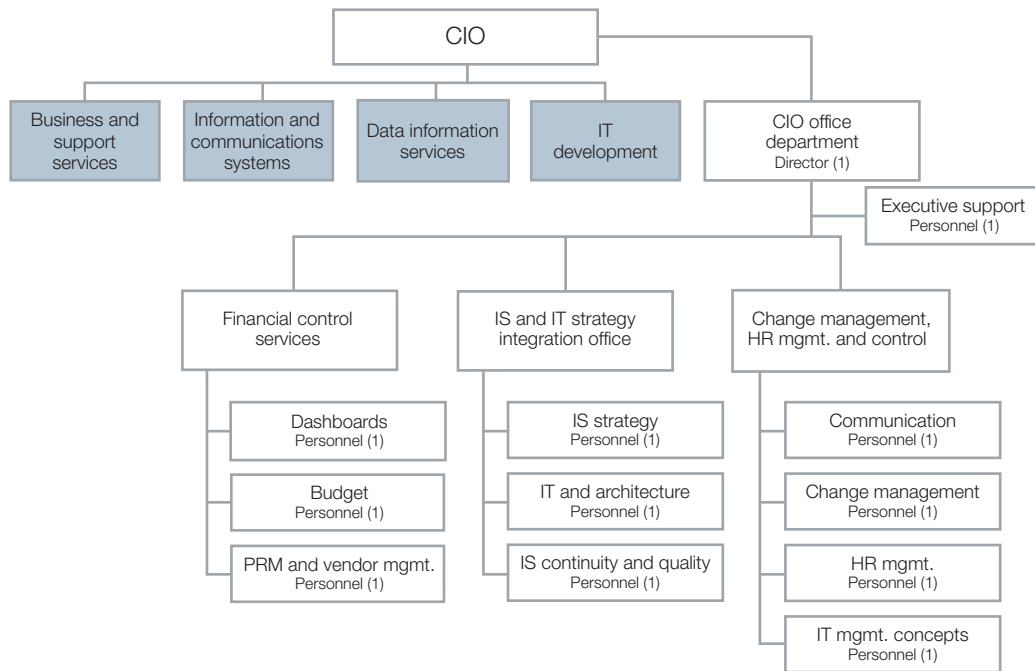 CIO
Business and
support
services
Information and
communications
systems
Data information
services
IT
development
CIO office
department
Director (1)
Executive support
Personnel (1)
Financial control
services
IS and IT strategy
integration office
Change management,
HR mgmt. and control
Dashboards
Personnel (1)
Budget
Personnel (1)
PRM and vendor mgmt.
Personnel (1)
IS strategy
Personnel (1)
IT and architecture
Personnel (1)
IS continuity and quality
Personnel (1)
Communication
Personnel (1)
Change management
Personnel (1)
HR mgmt.
Personnel (1)
IT mgmt. concepts
Personnel (1)